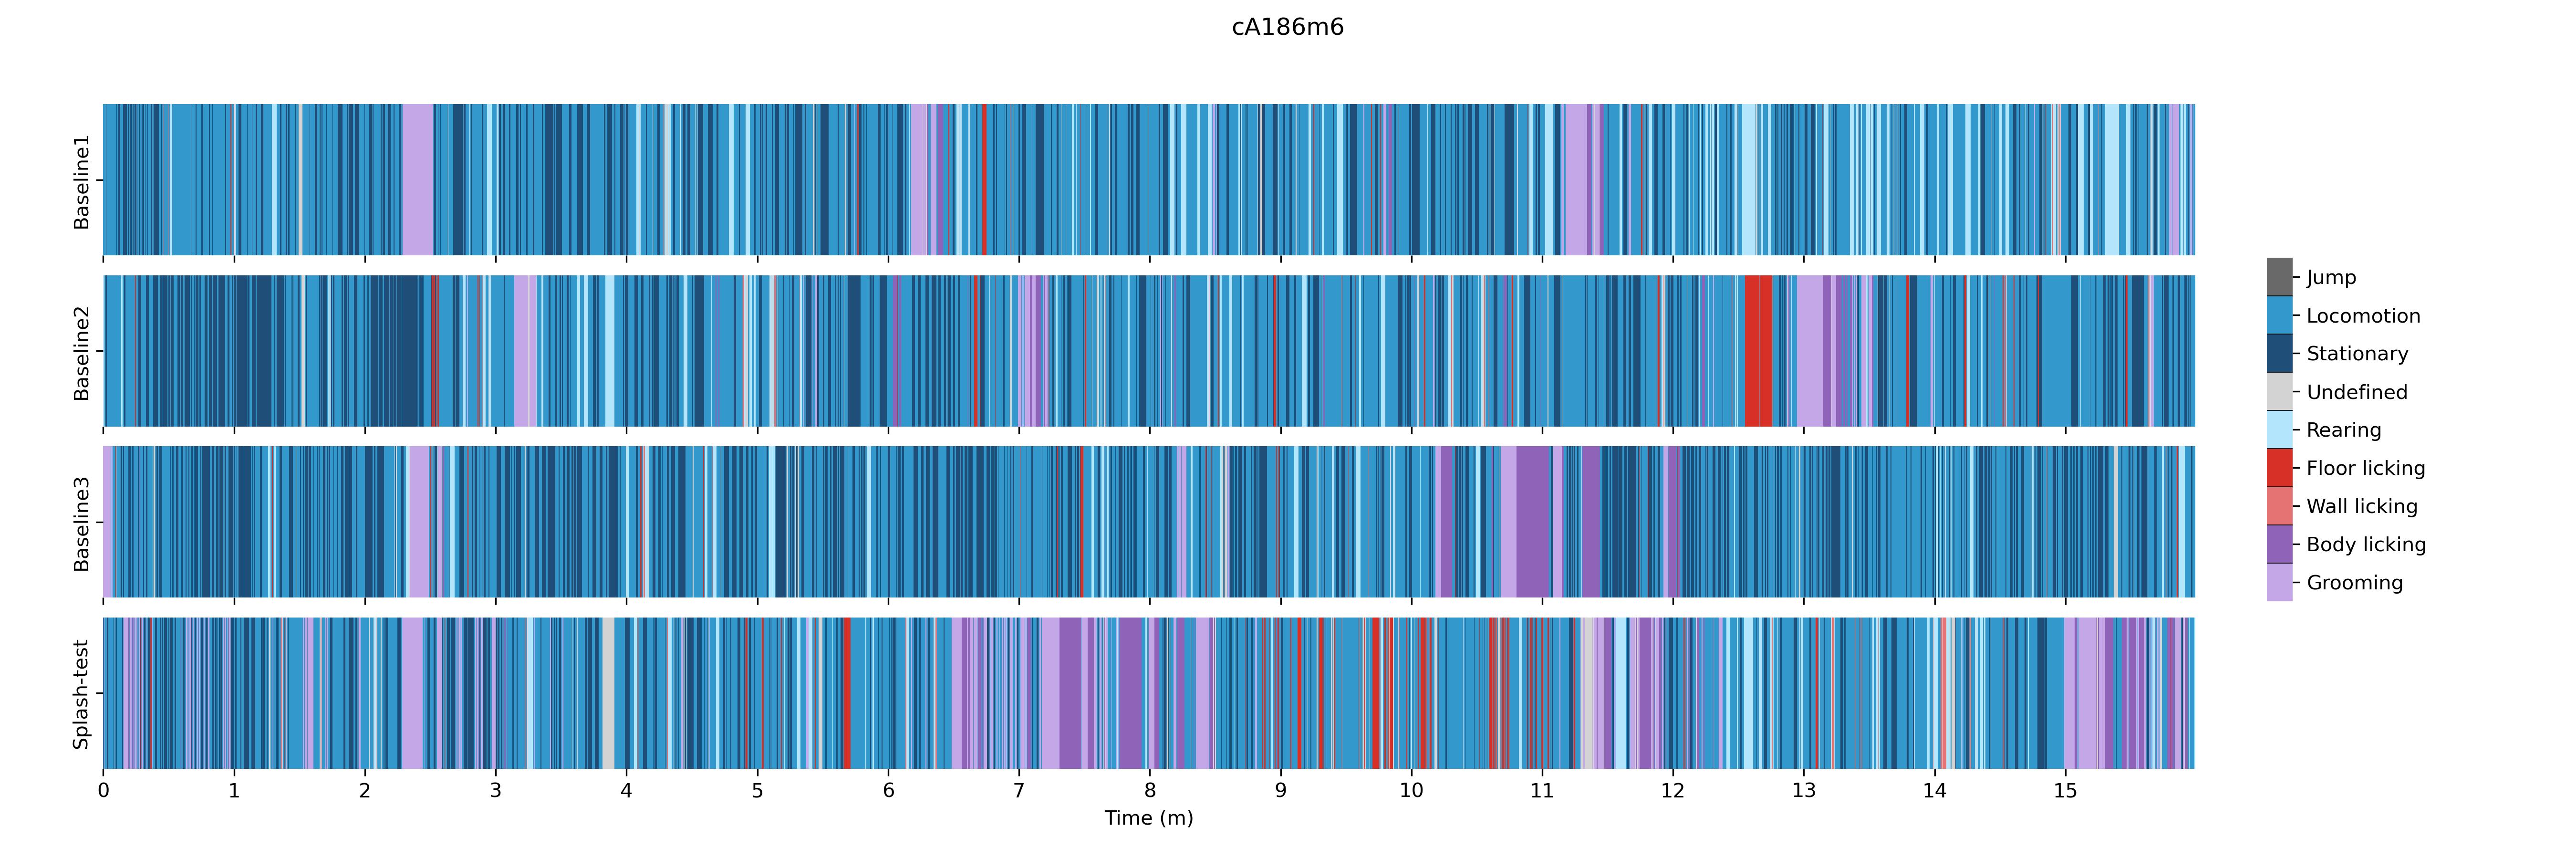 cA186m6
Baseline1
Baseline2
Baseline3
Splash-test
0 1 2 3 4 5 6 7 8 9 10 11 12 13 14 15
Time (m)
Jump
Locomotion
Stationary
Undefined
Rearing
Floor licking
Wall licking
Body licking
Grooming